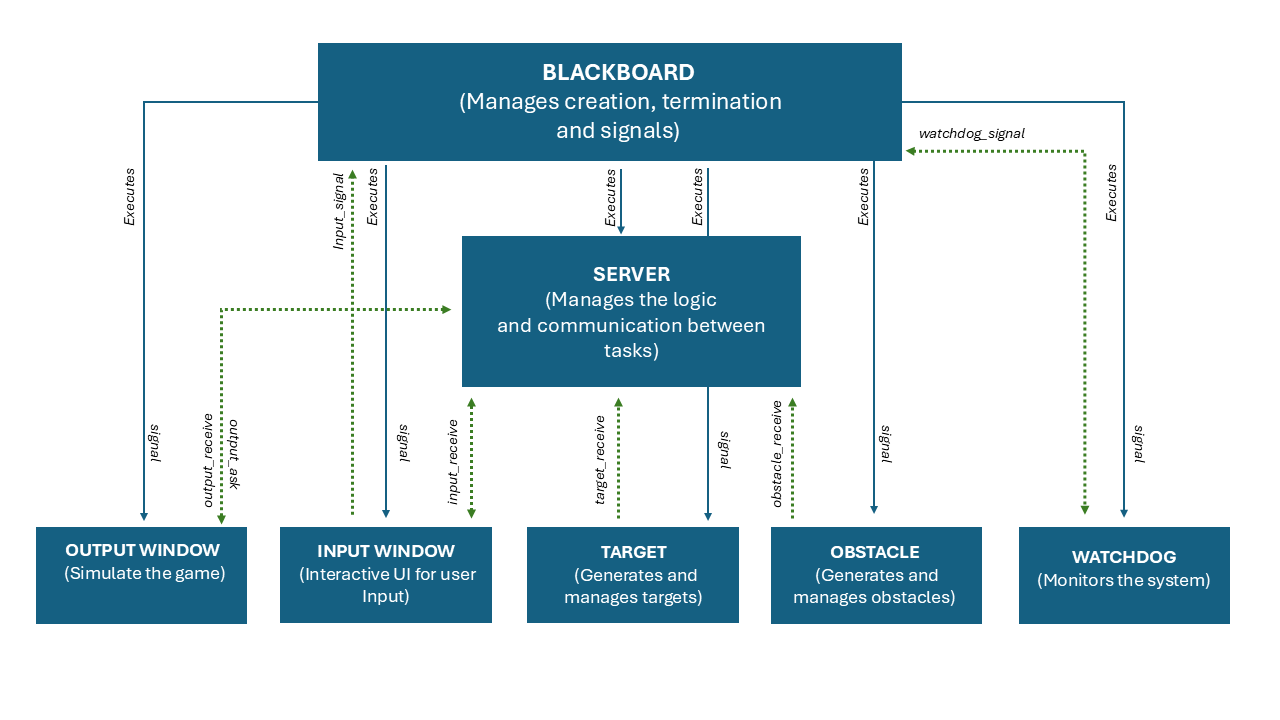 BLACKBOARD
(Manages creation, termination
and signals)
watchdog_signal
Executes
Input_signal
Executes
Executes
Executes
Executes
Executes
SERVER
(Manages the logic
and communication between
tasks)
signal
output_receive
output_ask
signal
input_receive
target_receive
signal
obstacle_receive
signal
signal
OUTPUT WINDOW
(Simulate the game)
INPUT WINDOW
(Interactive UI for user
Input)
TARGET
(Generates and
manages targets)
OBSTACLE
(Generates and
manages obstacles)
WATCHDOG
(Monitors the system)